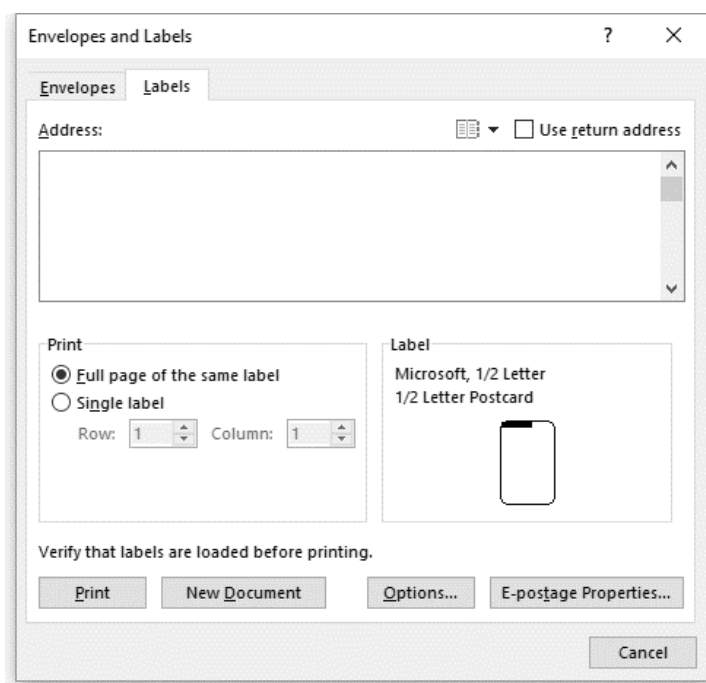 Envelopes and Labels ?
Envelopes Labels
Address: Use return address
Print
Full page of the same label
Single label
Row: 1 Column: 1
Label
Microsoft, 1/2 Letter
1/2 Letter Postcard
Verify that labels are loaded before printing.
Print New Document Options... E-postage Properties...
Cancel